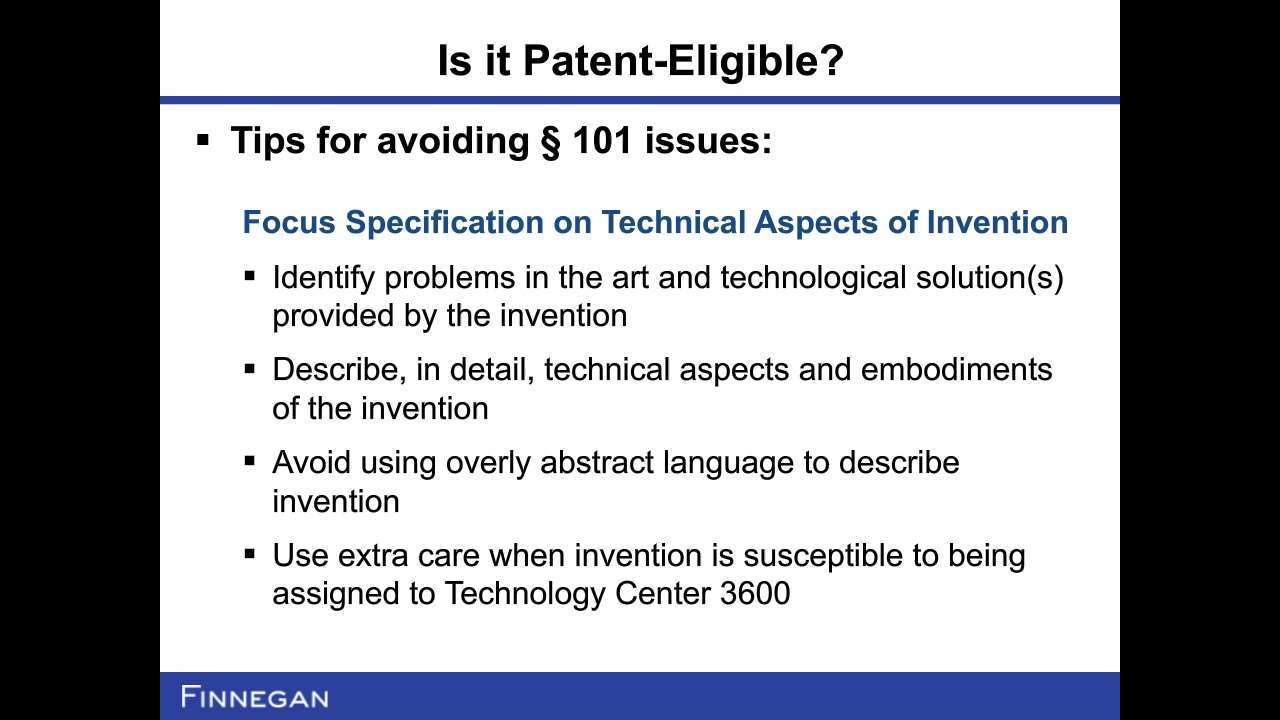 Is it Patent-Eligible?
▪ Tips for avoiding § 101 issues:
Focus Specification on Technical Aspects of Invention
▪ Identify problems in the art and technological solution(s)
provided by the invention
▪ Describe, in detail, technical aspects and embodiments
of the invention
▪ Avoid using overly abstract language to describe
invention
▪ Use extra care when invention is susceptible to being
assigned to Technology Center 3600
FINNEGAN